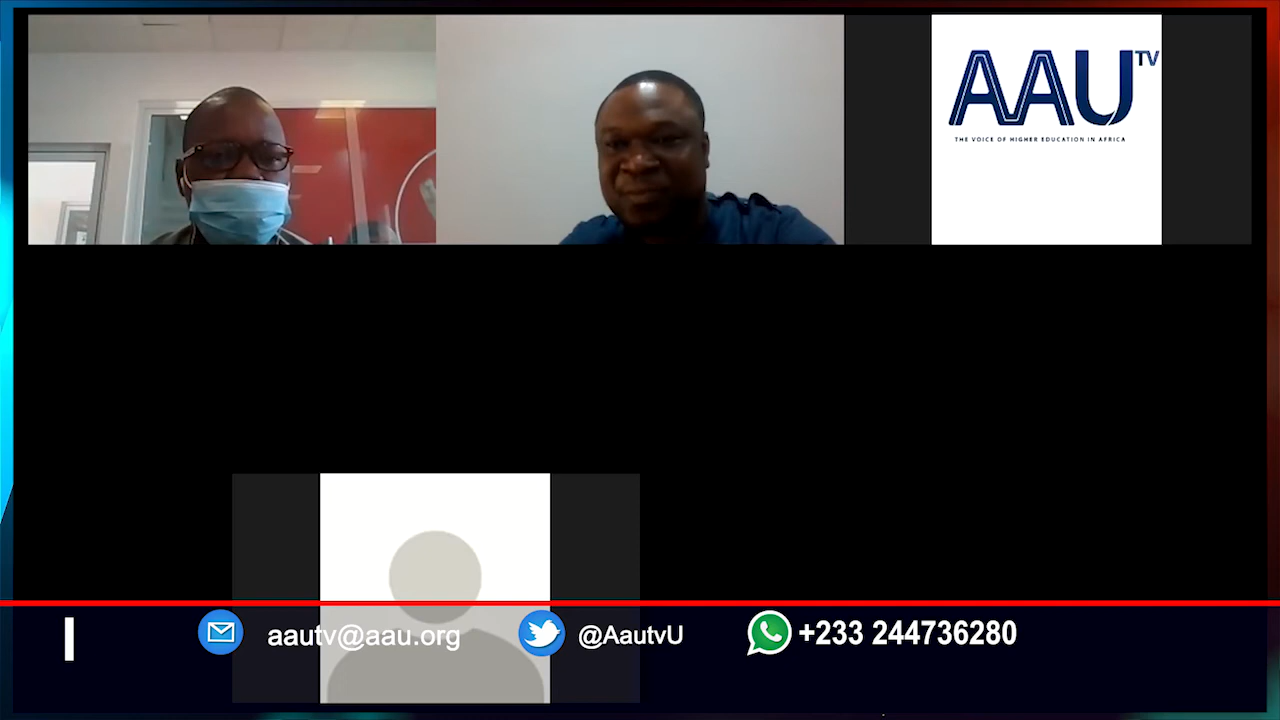 AAU TV
THE VOICE OF HIGHER EDUCATION IN AFRICA
aautv@aau.org @AautvU +233 244736280